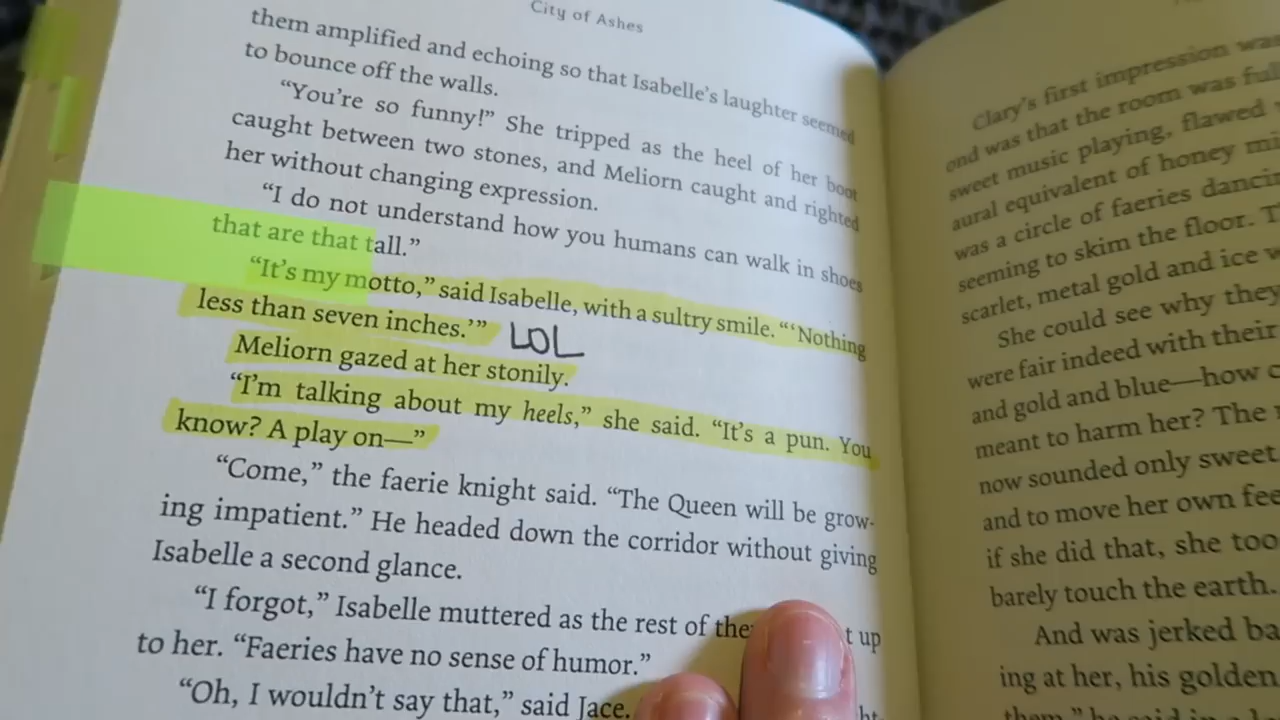 City of Ashes
them amplified and echoing so that Isabelle's laughter seemed
to bounce off the walls.
“You're so funny!” She tripped as the heel of her boot
caught between two stones, and Meliorn caught and righted
her without changing expression.
“I do not understand how you humans can walk in shoes
that are that tall.”
“It's my motto,” said Isabelle, with a sultry smile. “‘Nothing
less than seven inches.’” LOL
Meliorn gazed at her stonily.
“I'm talking about my heels,” she said. “It's a pun. You
know? A play on—”
“Come,” the faerie knight said. “The Queen will be grow-
ing impatient.” He headed down the corridor without giving
Isabelle a second glance.
“I forgot,” Isabelle muttered as the rest of up
to her. “Faeries have no sense of humor.”
“Oh, I wouldn't say that,” said Jace.
Clary's first impression was
ond was that the room was full
sweet music playing, flawed
aural equivalent of honey
was a circle of faeries
seeming to skim the floor.
scarlet, metal gold and ice
She could see why they
were fair indeed with their
and gold and blue—how
meant to harm her? The
now sounded only sweet
and to move her own
if she did that, she too
barely touch the earth.
And was jerked
ing at her, his golden